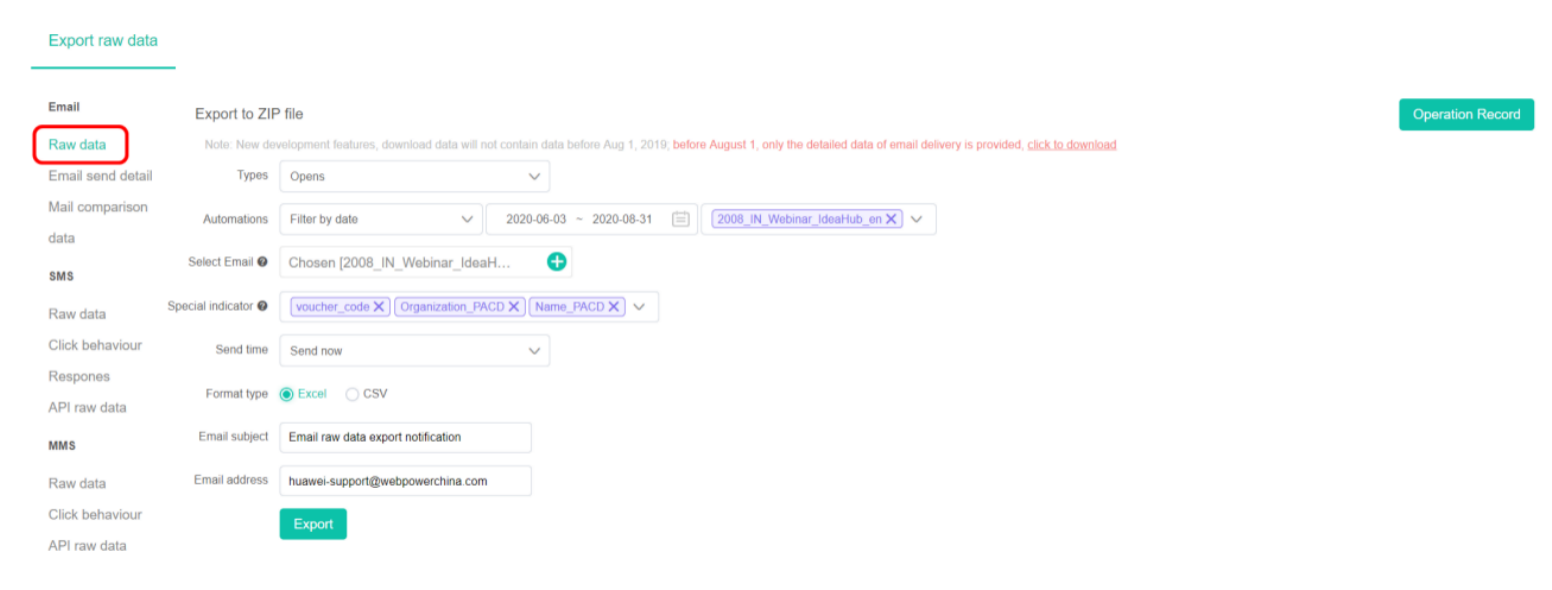 Export raw data
Email
Raw data
Email send detail
Mail comparison
data
SMS
Raw data
Click behaviour
Respones
API raw data
MMS
Raw data
Click behaviour
API raw data
Export to ZIP file
Operation Record
Note: New development features, download data will not contain data before Aug 1, 2019; before August 1, only the detailed data of email delivery is provided, click to download
Types Opens
Automations Filter by date 2020-06-03 ~ 2020-08-31 2008_IN_Webinar_IdeaHub_en
Select Email Chosen [2008_IN_Webinar_IdeaH...
Special indicator voucher_code Organization_PACD Name_PACD
Send time Send now
Format type Excel CSV
Email subject Email raw data export notification
Email address huawei-support@webpowerchina.com
Export